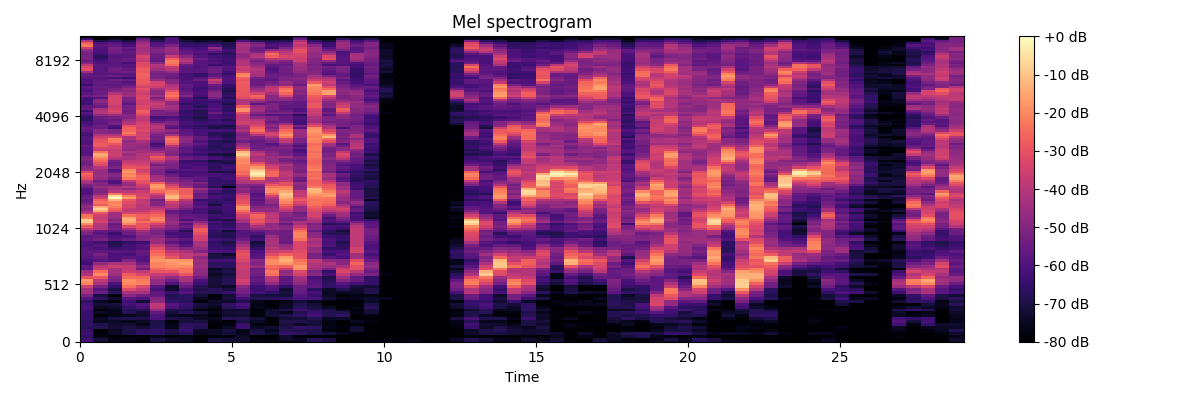 Mel spectrogram
Hz
8192
4096
2048
1024
512
0
0 5 10 15 20 25
Time
+0 dB
-10 dB
-20 dB
-30 dB
-40 dB
-50 dB
-60 dB
-70 dB
-80 dB